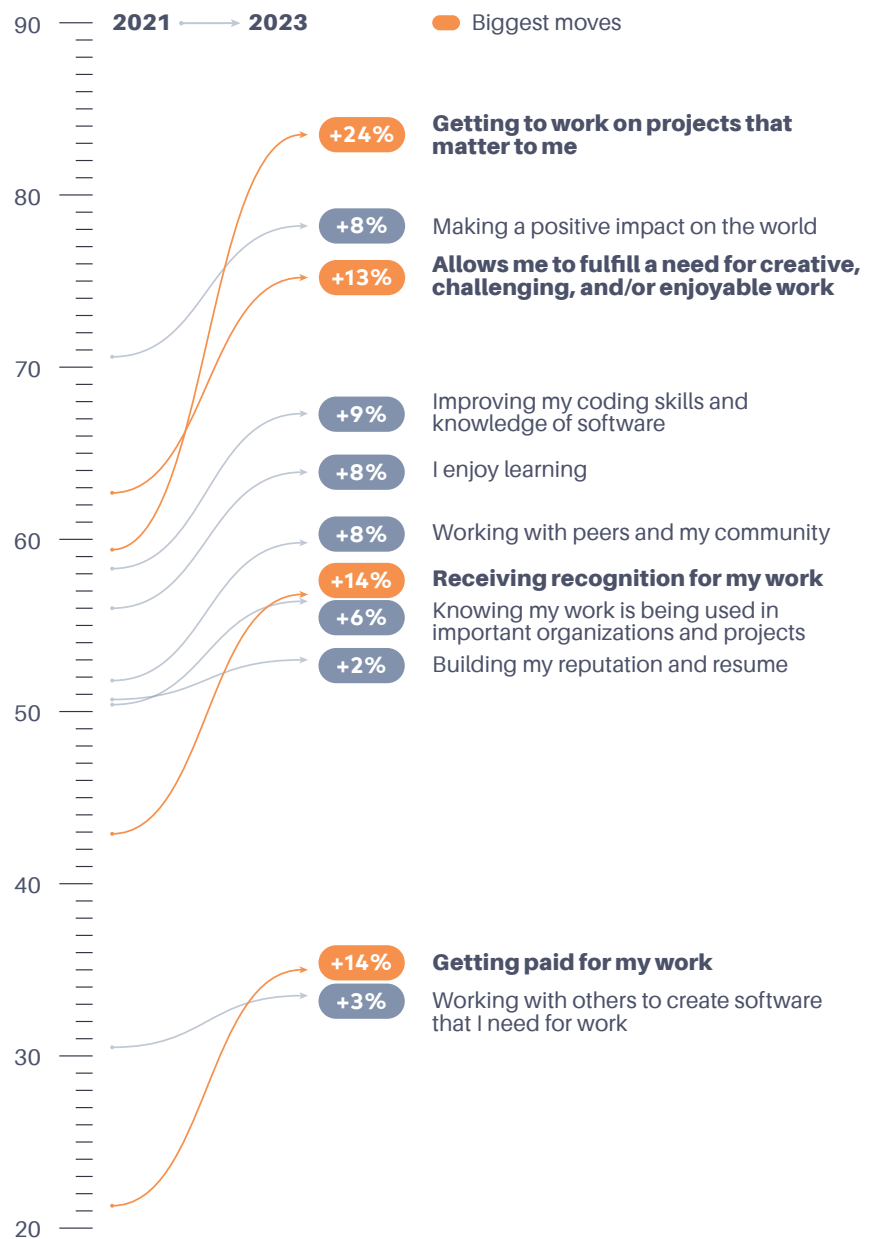 90
2021 2023
Biggest moves
+24%
Getting to work on projects that
matter to me
80
+8%
Making a positive impact on the world
+13%
Allows me to fulfill a need for creative,
challenging, and/or enjoyable work
70
+9%
Improving my coding skills and
knowledge of software
+8%
I enjoy learning
60
+8%
Working with peers and my community
+14%
Receiving recognition for my work
+6%
Knowing my work is being used in
important organizations and projects
+2%
Building my reputation and resume
50
40
+14%
Getting paid for my work
+3%
Working with others to create software
that I need for work
30
20